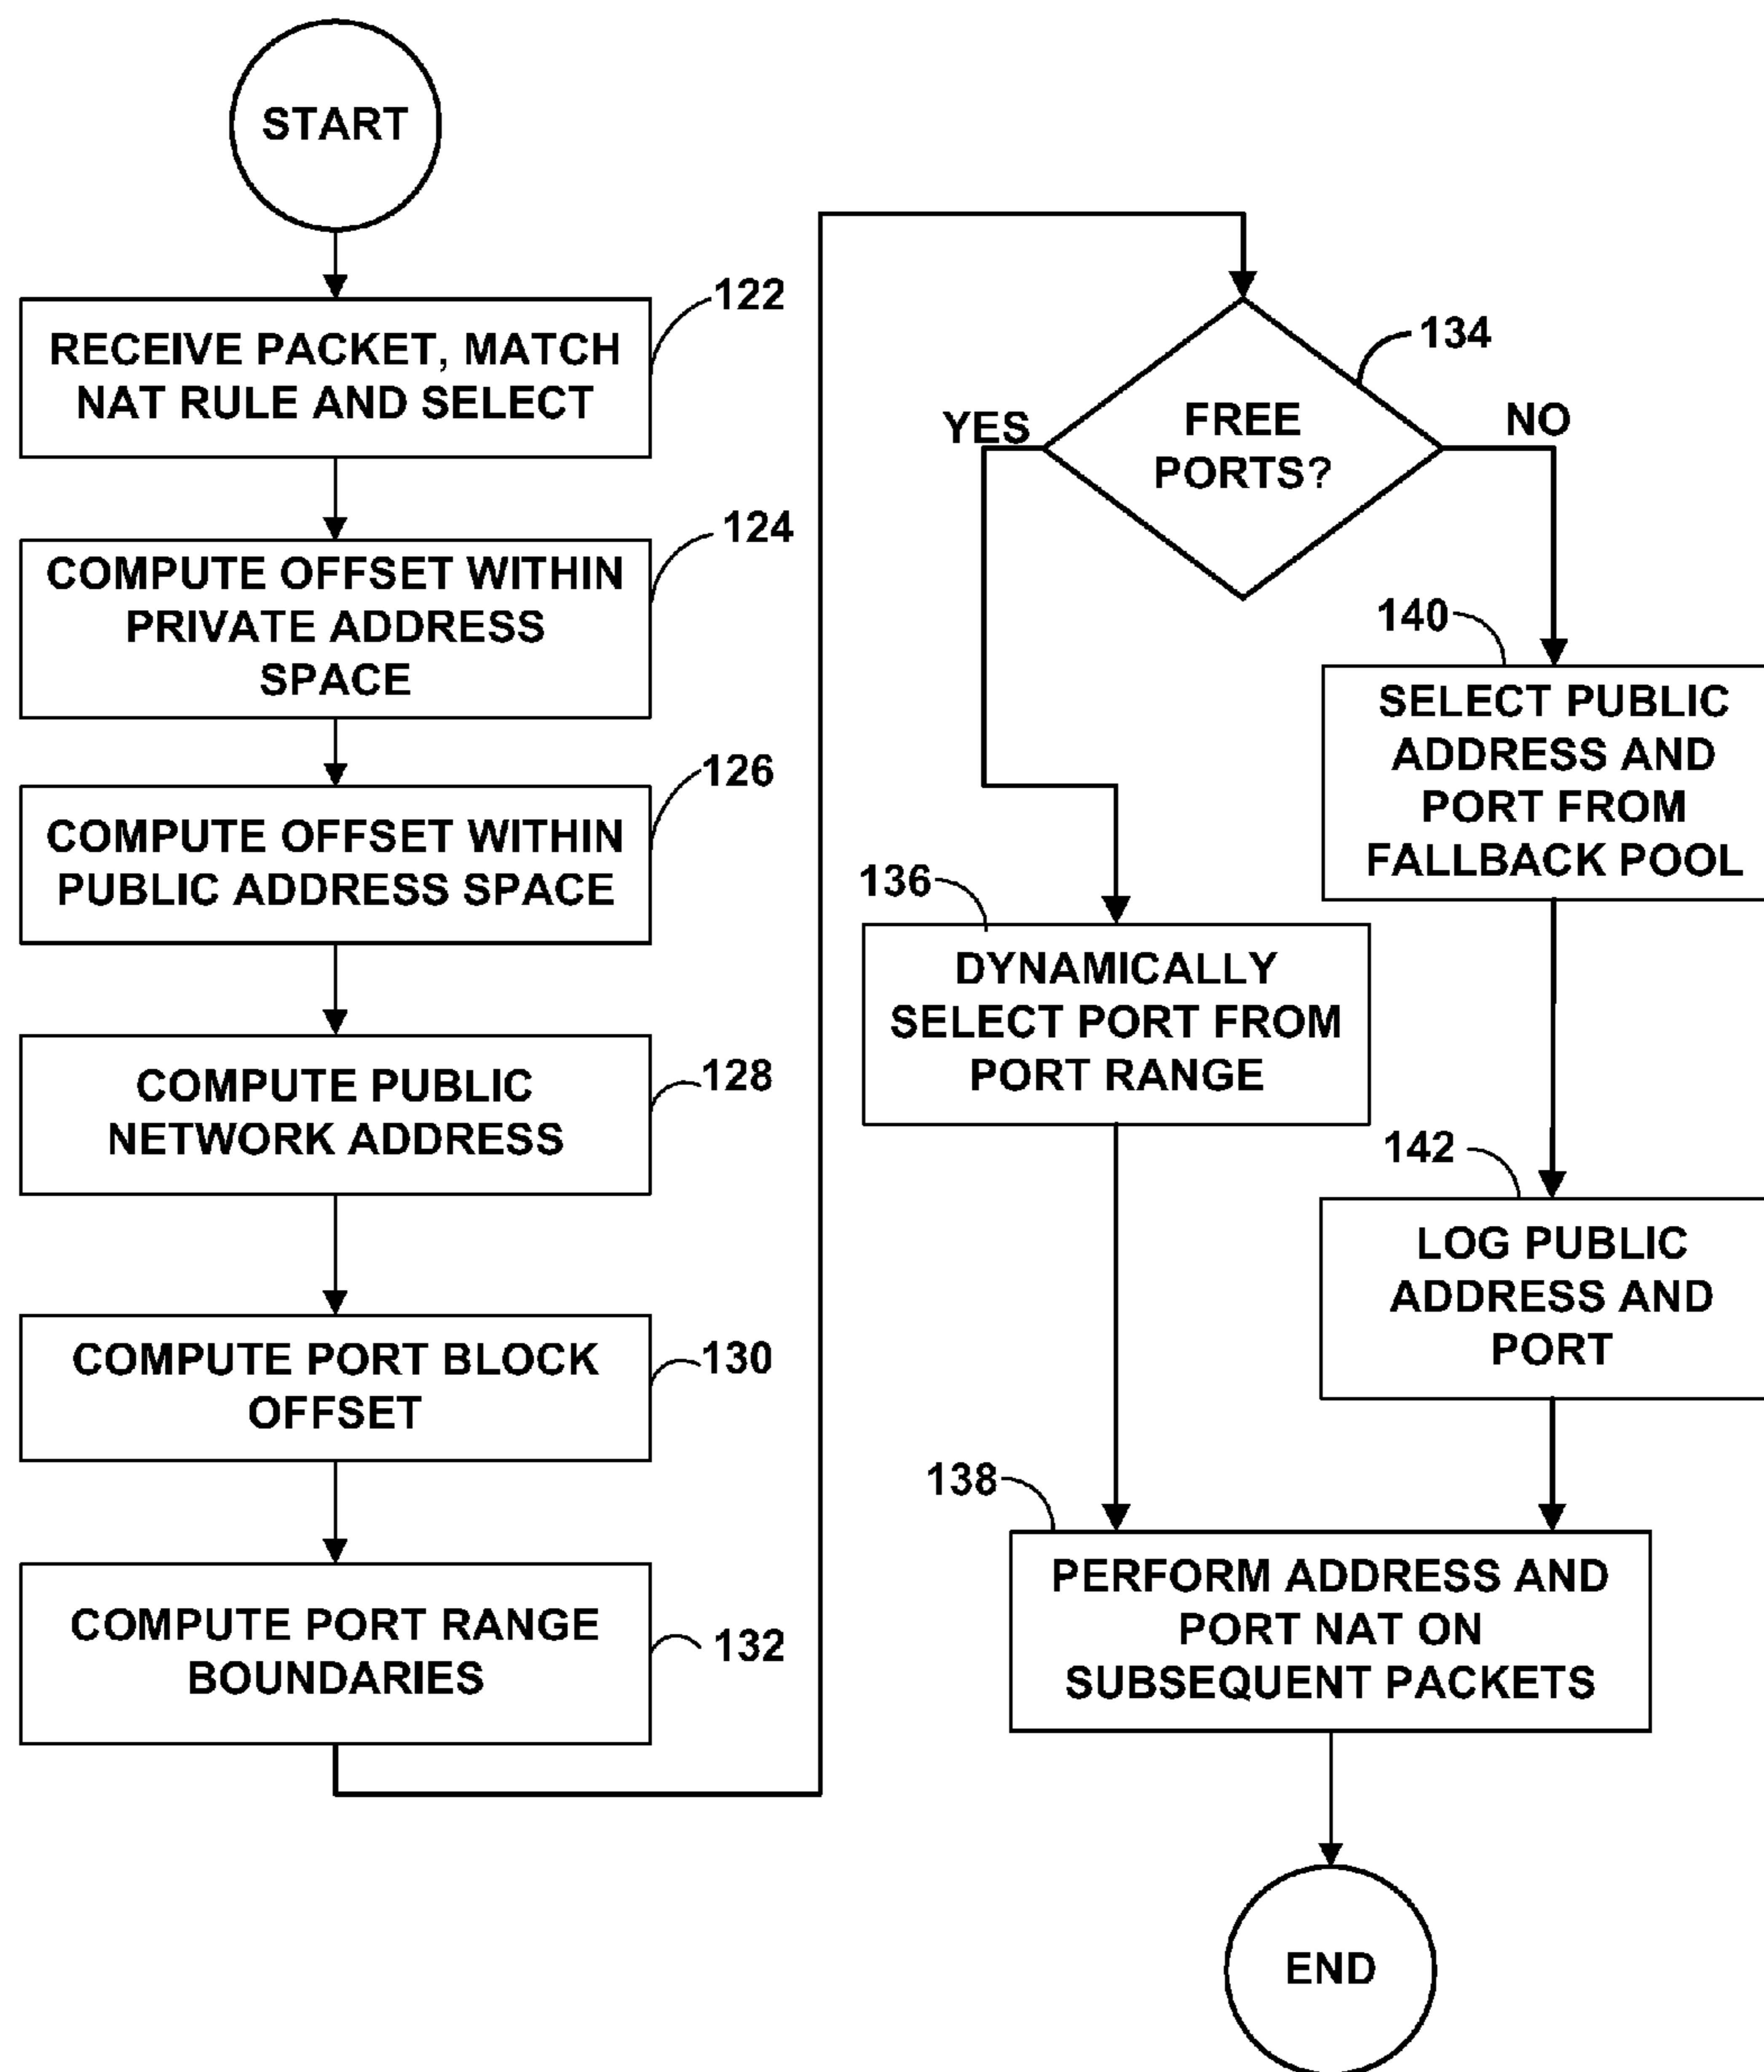 START
RECEIVE PACKET, MATCH
NAT RULE AND SELECT
122
COMPUTE OFFSET WITHIN
PRIVATE ADDRESS
SPACE
124
COMPUTE OFFSET WITHIN
PUBLIC ADDRESS SPACE
126
COMPUTE PUBLIC
NETWORK ADDRESS
128
COMPUTE PORT BLOCK
OFFSET
130
COMPUTE PORT RANGE
BOUNDARIES
132
FREE
PORTS?
134
YES
NO
136
DYNAMICALLY
SELECT PORT FROM
PORT RANGE
140
SELECT PUBLIC
ADDRESS AND
PORT FROM
FALLBACK POOL
142
LOG PUBLIC
ADDRESS AND
PORT
138
PERFORM ADDRESS AND
PORT NAT ON
SUBSEQUENT PACKETS
END